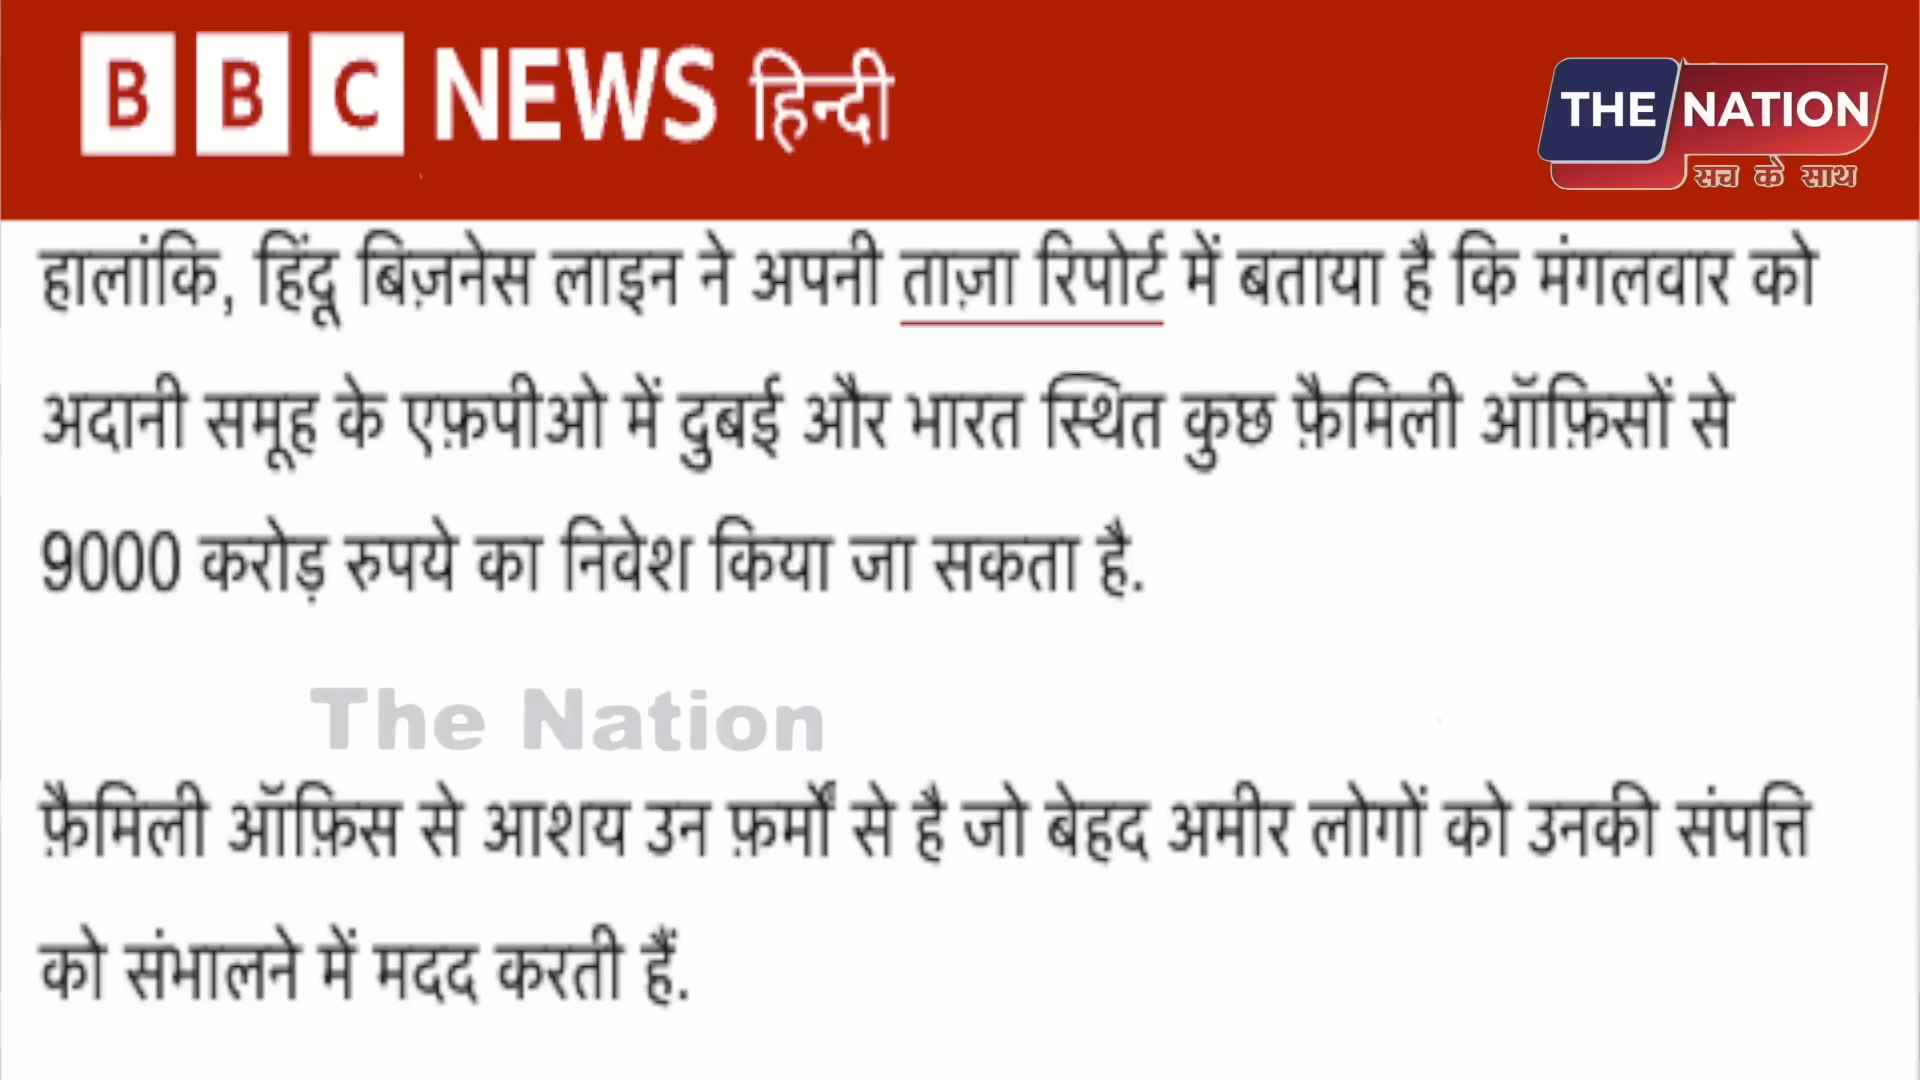 BBC NEWS हिन्दी
THE NATION
सच के साथ
हालांकि, हिंदू बिज़नेस लाइन ने अपनी ताज़ा रिपोर्ट में बताया है कि मंगलवार को
अदानी समूह के एफ़पीओ में दुबई और भारत स्थित कुछ फ़ैमिली ऑफ़िसों से
9000 करोड़ रुपये का निवेश किया जा सकता है.
The Nation
फ़ैमिली ऑफ़िस से आशय उन फ़र्मों से है जो बेहद अमीर लोगों को उनकी संपत्ति
को संभालने में मदद करती हैं.